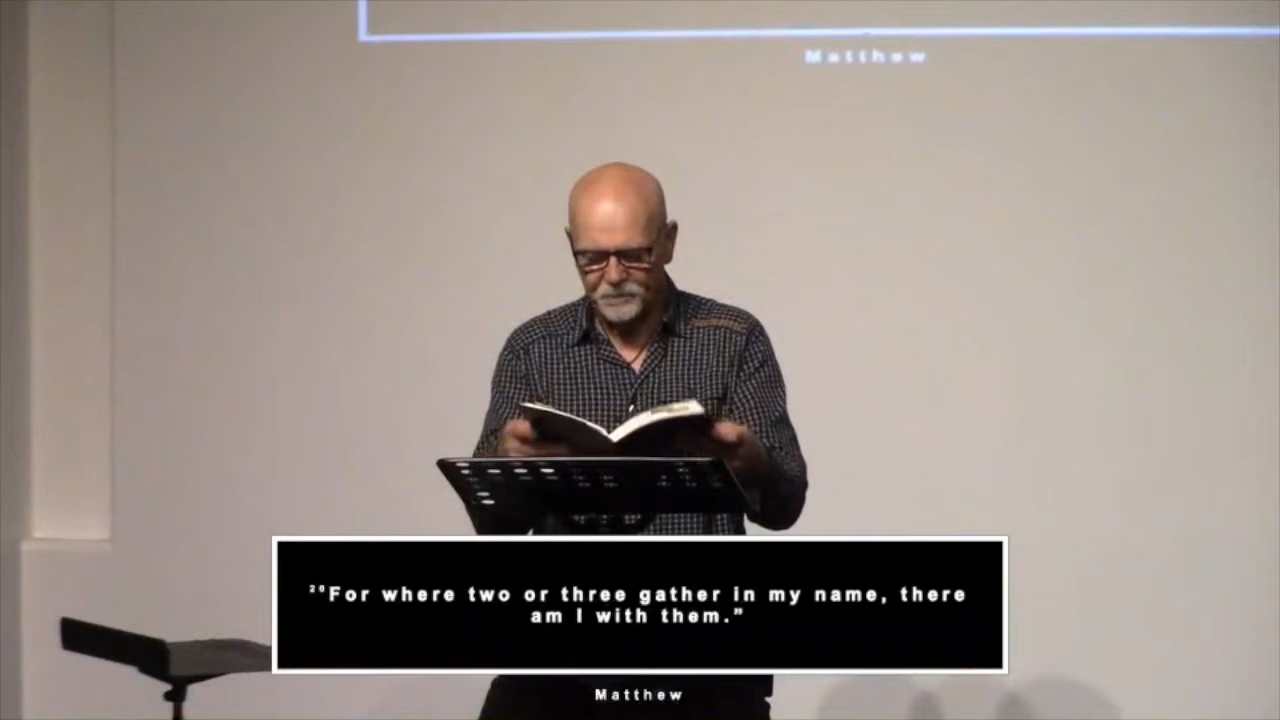 Matthew
²⁰For where two or three gather in my name, there
am I with them.”
Matthew